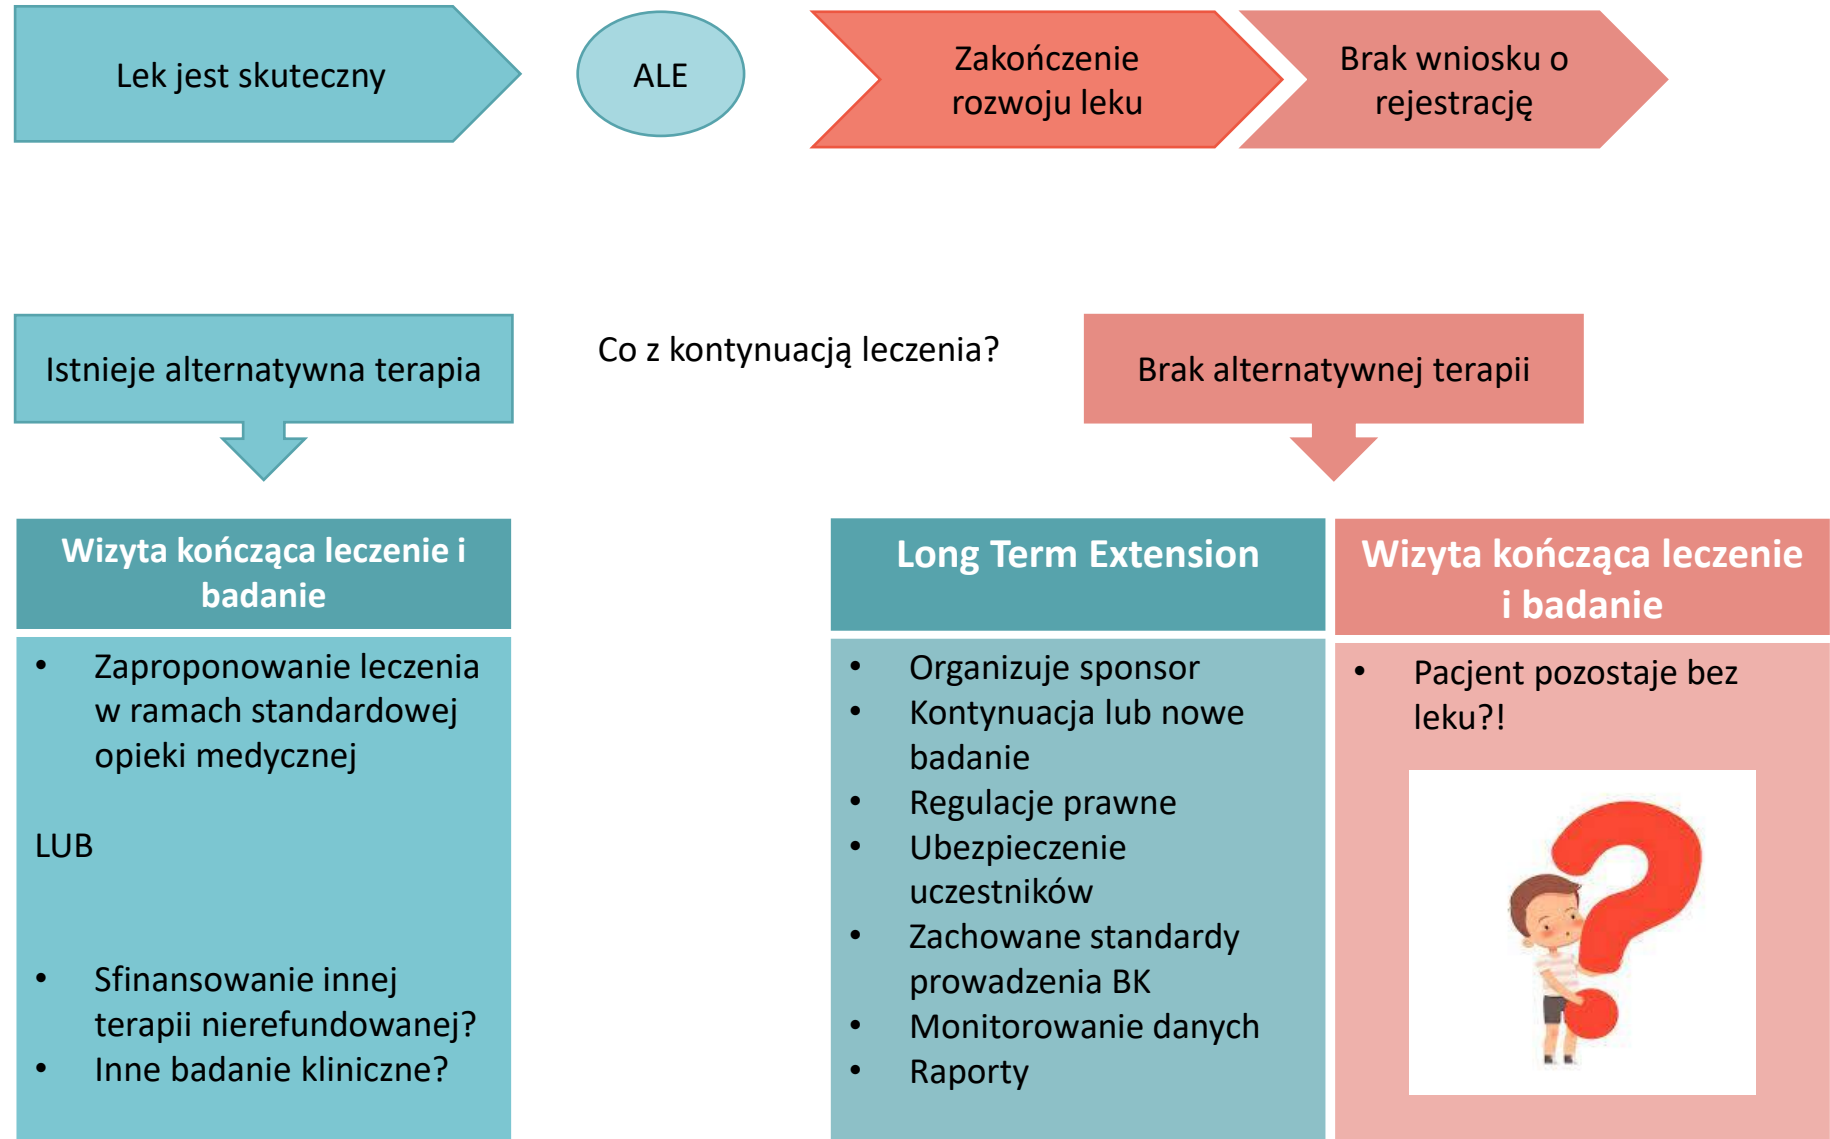 Lek jest skuteczny
ALE
Zakończenie
rozwoju leku
Brak wniosku o
rejestrację
Istnieje alternatywna terapia
Co z kontynuacją leczenia?
Brak alternatywnej terapii
Wizyta kończąca leczenie i
badanie
• Zaproponowanie leczenia
w ramach standardowej
opieki medycznej
LUB
• Sfinansowanie innej
terapii nierefundowanej?
• Inne badanie kliniczne?
Long Term Extension
• Organizuje sponsor
• Kontynuacja lub nowe
badanie
• Regulacje prawne
• Ubezpieczenie
uczestników
• Zachowane standardy
prowadzenia BK
• Monitorowanie danych
• Raporty
Wizyta kończąca leczenie
i badanie
• Pacjent pozostaje bez
leku?!